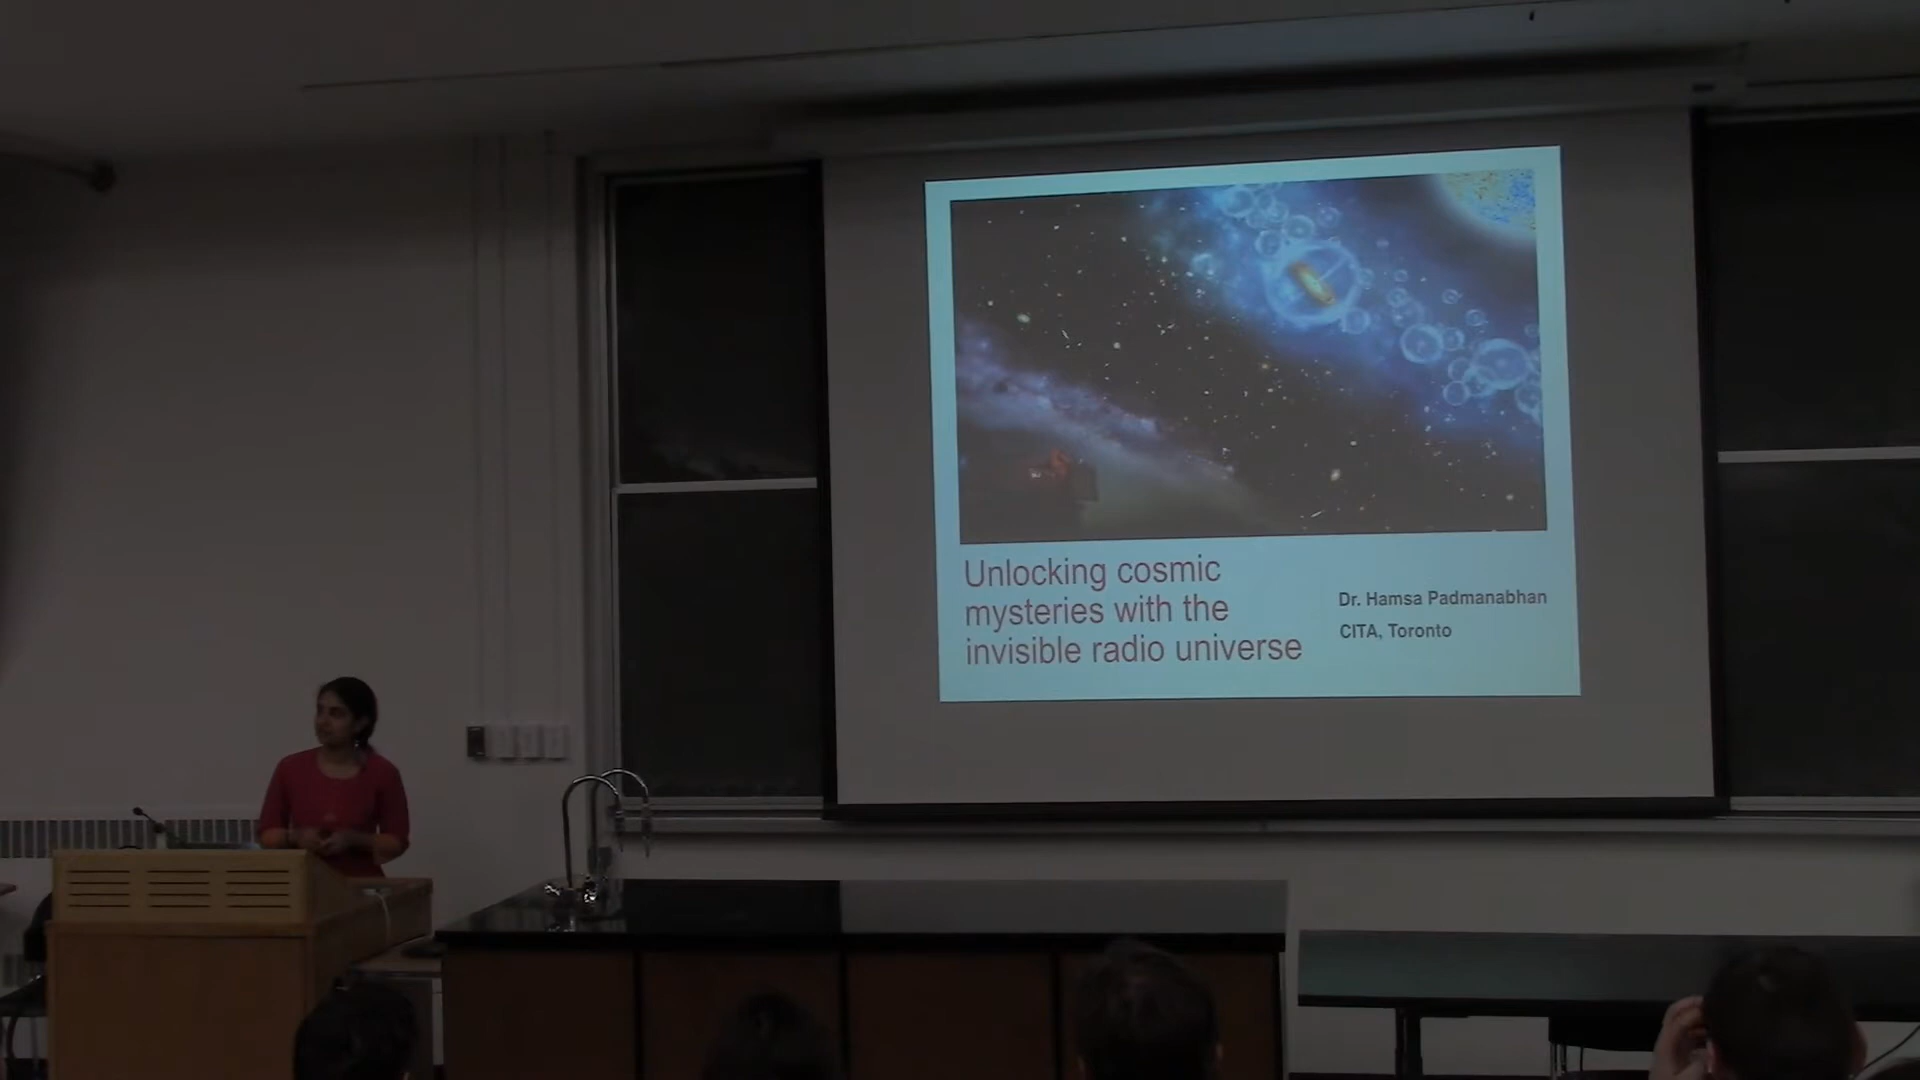 Unlocking cosmic
mysteries with the
invisible radio universe
Dr. Hamsa Padmanabhan
CITA, Toronto